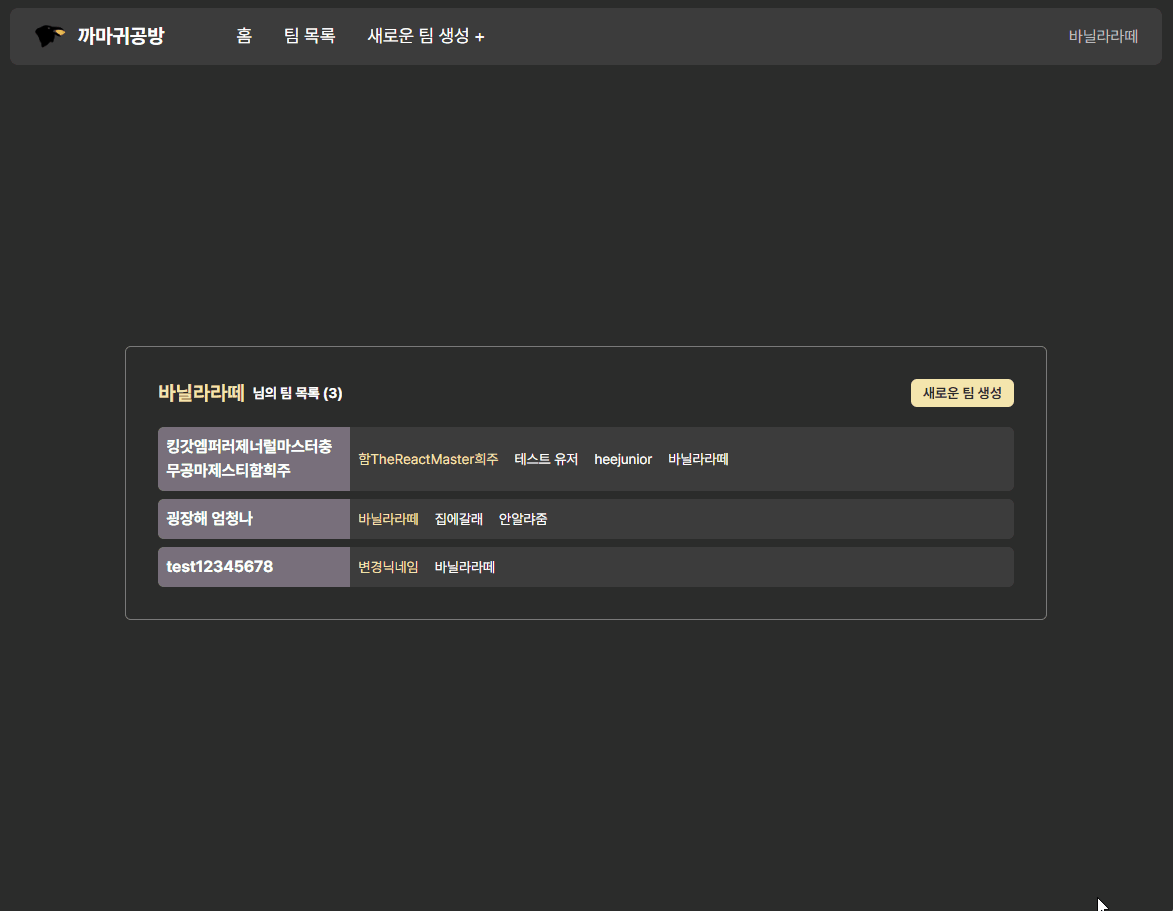 까마귀공방 홈 팀 목록 새로운 팀 생성 + 바닐라라떼
바닐라라떼 님의 팀 목록 (3) 새로운 팀 생성
킹갓엠퍼러제너럴마스터충
무공마제스티함희주
함TheReactMaster희주 테스트 유저 heejunior 바닐라라떼
굉장해 엄청나 바닐라라떼 집에갈래 안알랴줌
test12345678 변경닉네임 바닐라라떼